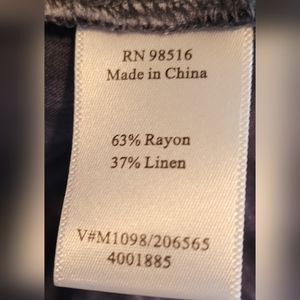 RN 98516
Made in China
63% Rayon
37% Linen
V#M1098/206565
4001885